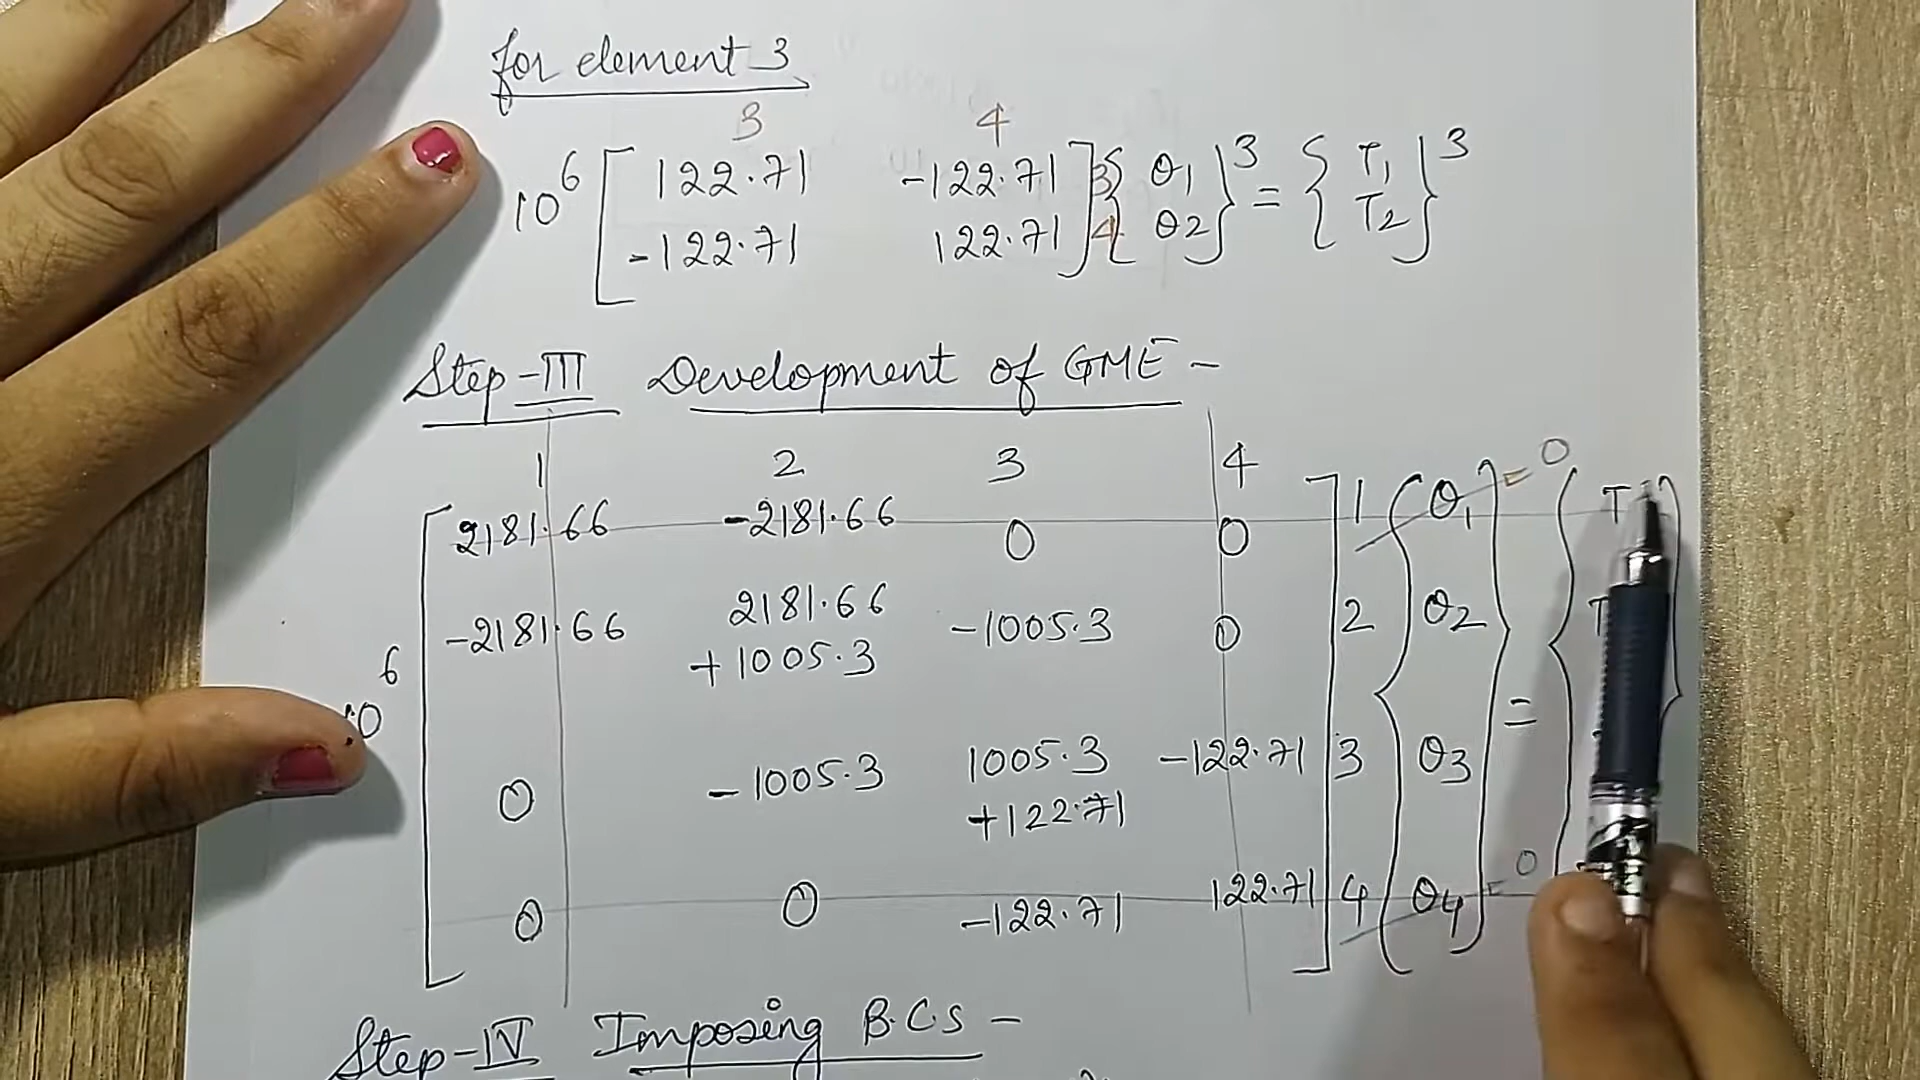 for element 3
3 4
10^6 [ 122.71 -122.71 ] 3 { θ1 }^3 = { T1 }^3
-122.71 122.71 4 θ2 T2
Step-III Development of GME -
1 2 3 4
2181.66 -2181.66 0 0 1 θ1 = 0 T
-2181.66 2181.66 +1005.3 -1005.3 0 2 θ2 T
10^6 =
0 -1005.3 1005.3 +122.71 -122.71 3 θ3
0 0 -122.71 122.71 4 θ4 = 0
Step-IV Imposing B.C.s -